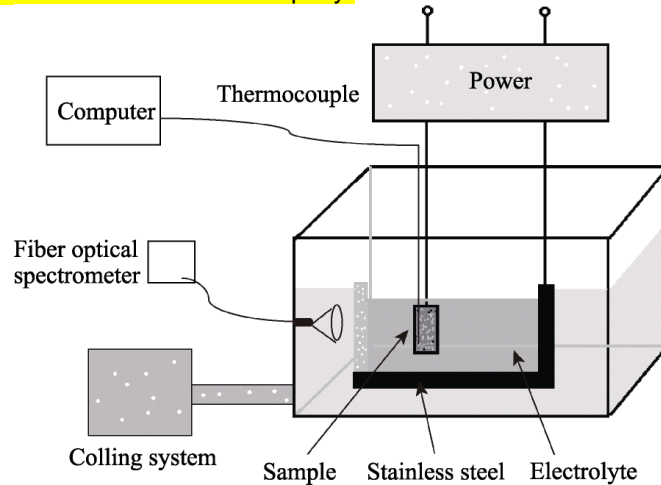 Power
Computer
Thermocouple
Fiber optical
spectrometer
Colling system
Sample
Stainless steel
Electrolyte